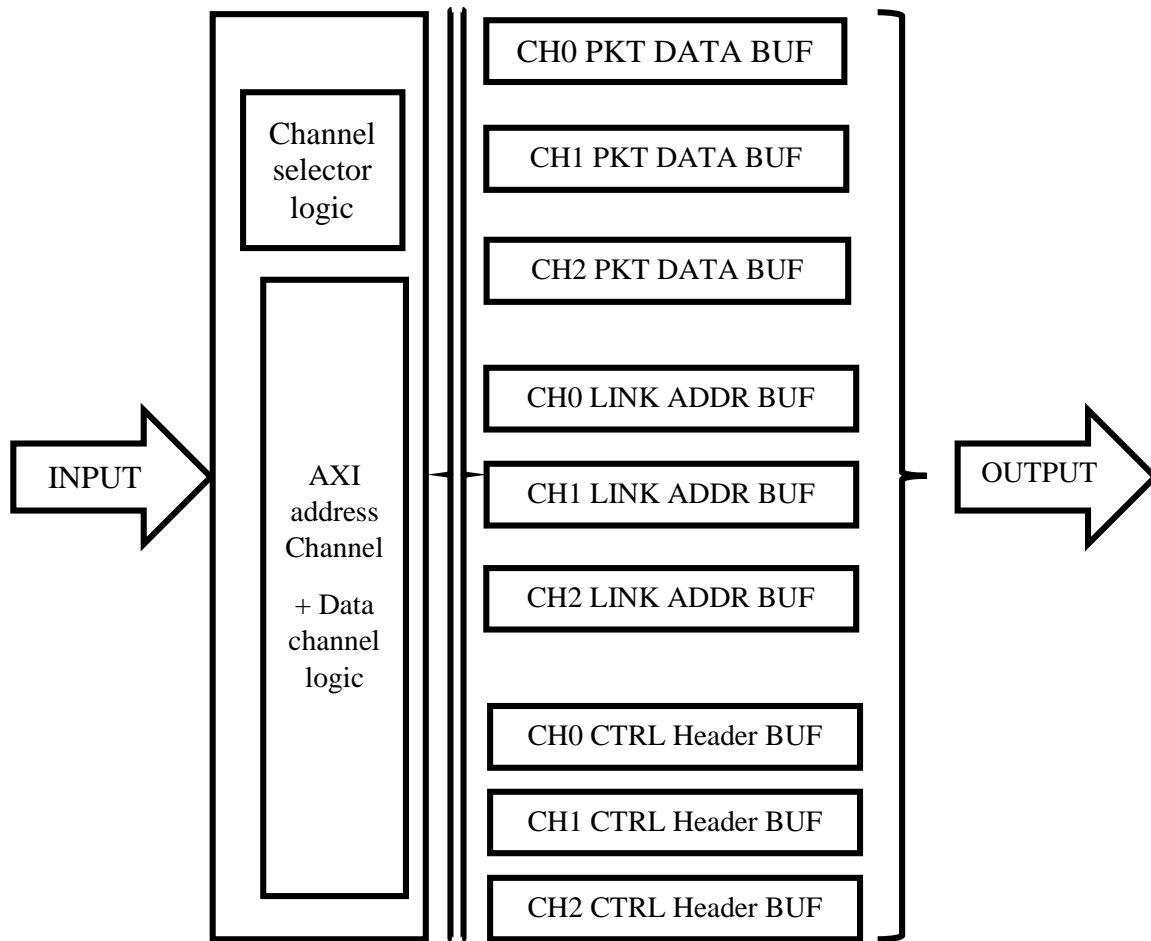 INPUT
Channel
selector
logic
AXI
address
Channel
+ Data
channel
logic
CH0 PKT DATA BUF
CH1 PKT DATA BUF
CH2 PKT DATA BUF
CH0 LINK ADDR BUF
CH1 LINK ADDR BUF
CH2 LINK ADDR BUF
CH0 CTRL Header BUF
CH1 CTRL Header BUF
CH2 CTRL Header BUF
OUTPUT